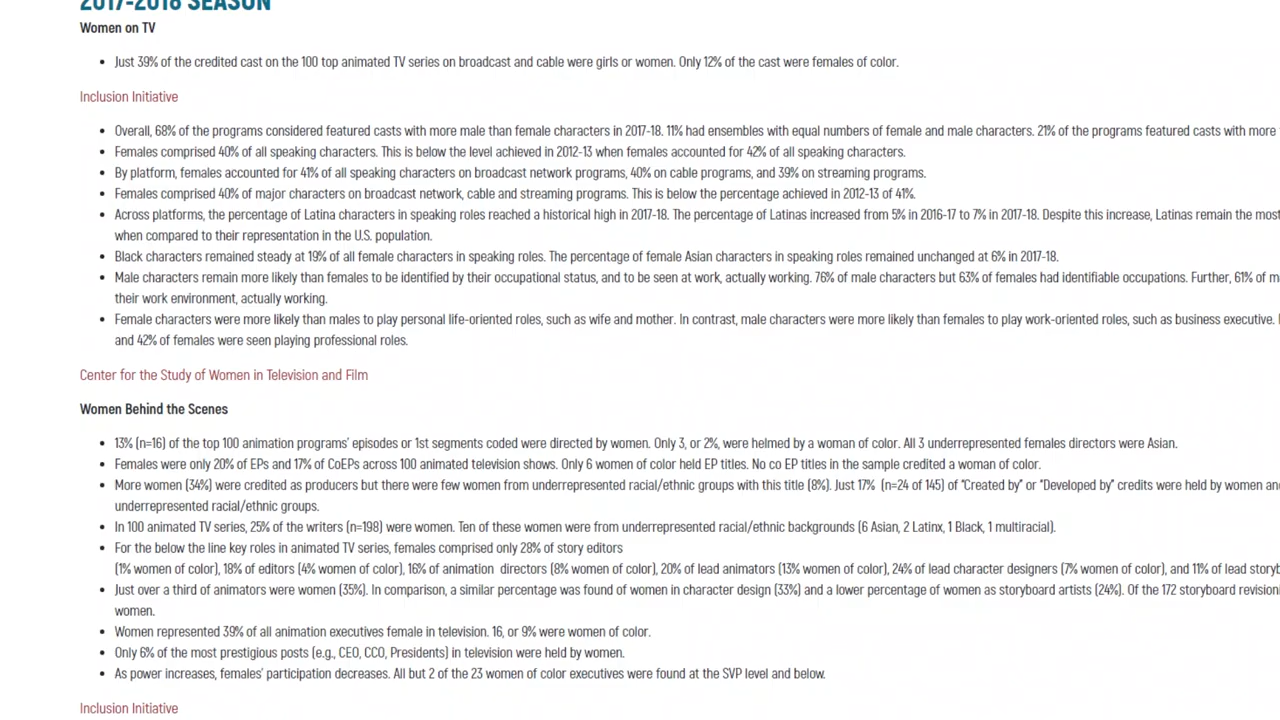 2017-2018 SEASON
Women on TV
• Just 39% of the credited cast on the 100 top animated TV series on broadcast and cable were girls or women. Only 12% of the cast were females of color.
Inclusion Initiative
• Overall, 68% of the programs considered featured casts with more male than female characters in 2017-18. 11% had ensembles with equal numbers of female and male characters. 21% of the programs featured casts with more
• Females comprised 40% of all speaking characters. This is below the level achieved in 2012-13 when females accounted for 42% of all speaking characters.
• By platform, females accounted for 41% of all speaking characters on broadcast network programs, 40% on cable programs, and 39% on streaming programs.
• Females comprised 40% of major characters on broadcast network, cable and streaming programs. This is below the percentage achieved in 2012-13 of 41%.
• Across platforms, the percentage of Latina characters in speaking roles reached a historical high in 2017-18. The percentage of Latinas increased from 5% in 2016-17 to 7% in 2017-18. Despite this increase, Latinas remain the most
when compared to their representation in the U.S. population.
• Black characters remained steady at 19% of all female characters in speaking roles. The percentage of female Asian characters in speaking roles remained unchanged at 6% in 2017-18.
• Male characters remain more likely than females to be identified by their occupational status, and to be seen at work, actually working. 76% of male characters but 63% of females had identifiable occupations. Further, 61% of
their work environment, actually working.
• Female characters were more likely than males to play personal life-oriented roles, such as wife and mother. In contrast, male characters were more likely than females to play work-oriented roles, such as business executive.
and 42% of females were seen playing professional roles.
Center for the Study of Women in Television and Film
Women Behind the Scenes
• 13% (n=16) of the top 100 animation programs' episodes or 1st segments coded were directed by women. Only 3, or 2%, were helmed by a woman of color. All 3 underrepresented females directors were Asian.
• Females were only 20% of EPs and 17% of CoEPs across 100 animated television shows. Only 6 women of color held EP titles. No co EP titles in the sample credited a woman of color.
• More women (34%) were credited as producers but there were few women from underrepresented racial/ethnic groups with this title (8%). Just 17% (n=24 of 145) of "Created by" or "Developed by" credits were held by women
underrepresented racial/ethnic groups.
• In 100 animated TV series, 25% of the writers (n=198) were women. Ten of these women were from underrepresented racial/ethnic backgrounds (6 Asian, 2 Latinx, 1 Black, 1 multiracial).
• For the below the line key roles in animated TV series, females comprised only 28% of story editors
(1% women of color), 18% of editors (4% women of color), 16% of animation directors (8% women of color), 20% of lead animators (13% women of color), 24% of lead character designers (7% women of color), and 11% of lead
• Just over a third of animators were women (35%). In comparison, a similar percentage was found of women in character design (33%) and a lower percentage of women as storyboard artists (24%). Of the 172 storyboard
women.
• Women represented 39% of all animation executives female in television. 16, or 9% were women of color.
• Only 6% of the most prestigious posts (e.g., CEO, CCO, Presidents) in television were held by women.
• As power increases, females' participation decreases. All but 2 of the 23 women of color executives were found at the SVP level and below.
Inclusion Initiative